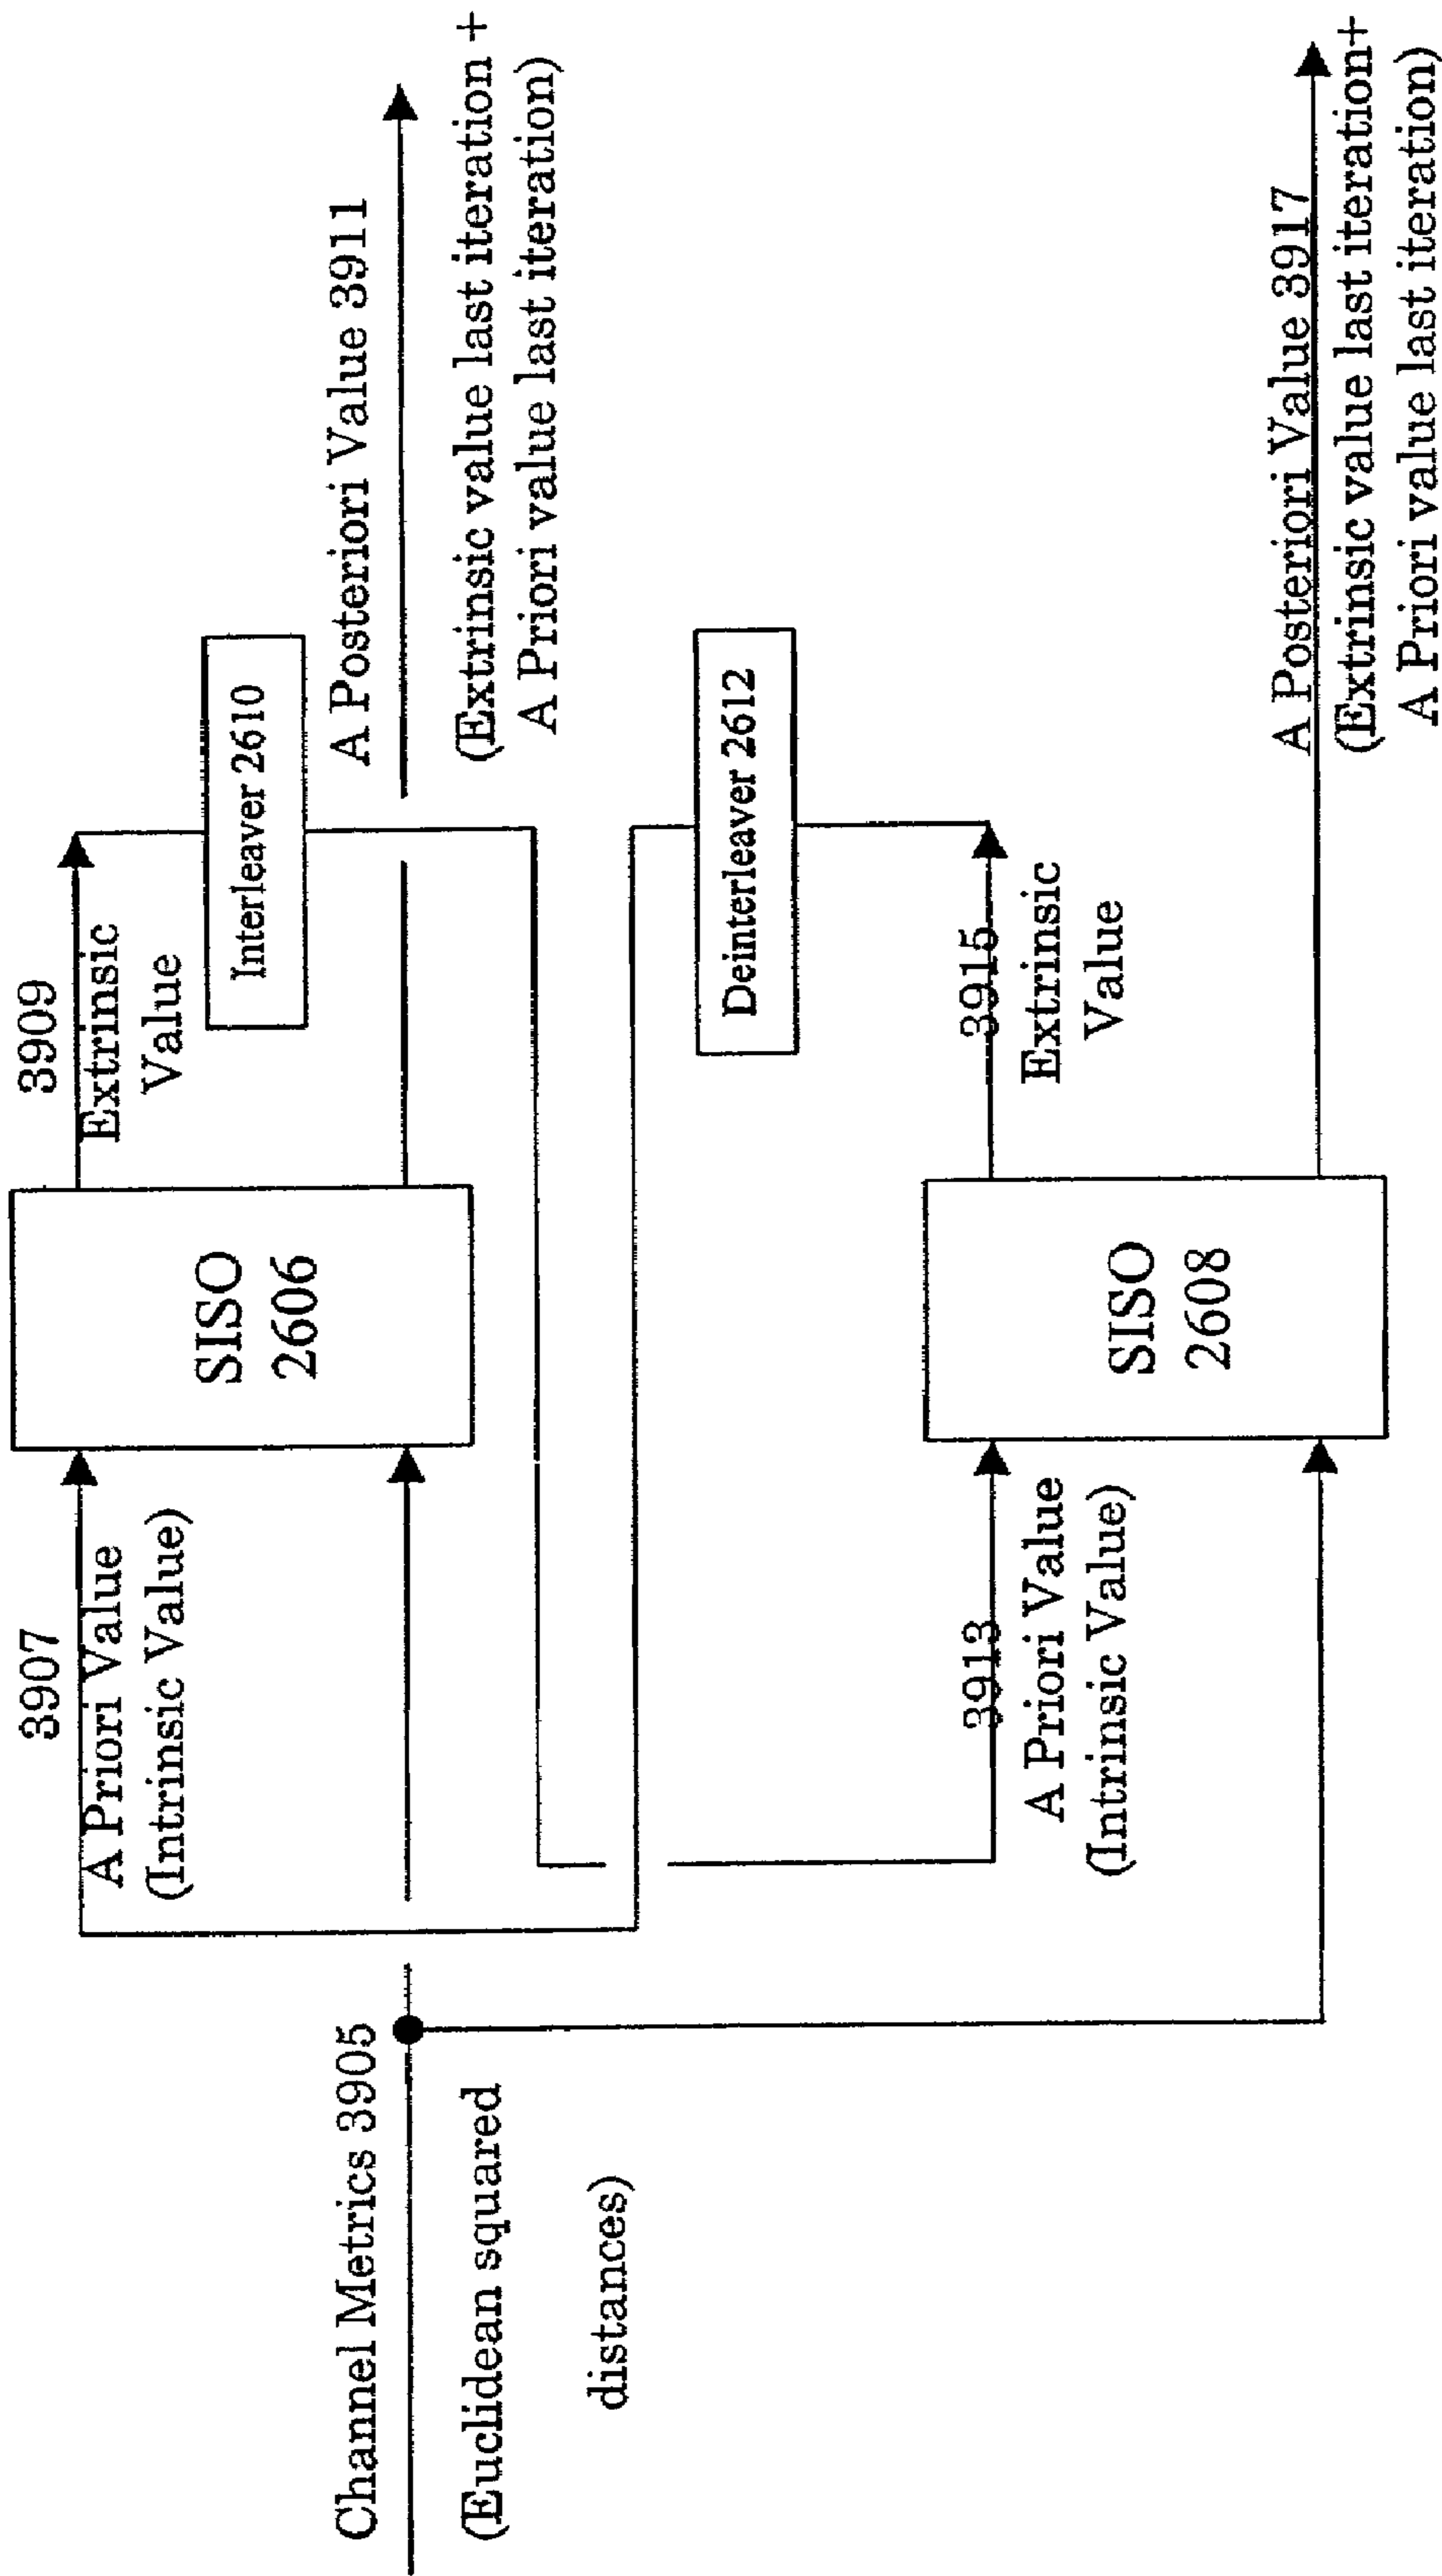 Channel Metrics 3905
(Euclidean squared
distances)
3907
A Priori Value
(Intrinsic Value)
SISO
2606
3909
Extrinsic
Value
Interleaver 2610
A Posteriori Value 3911
(Extrinsic value last iteration +
A Priori value last iteration)
Deinterleaver 2612
3913
A Priori Value
(Intrinsic Value)
SISO
2608
3915
Extrinsic
Value
A Posteriori Value 3917
(Extrinsic value last iteration+
A Priori value last iteration)